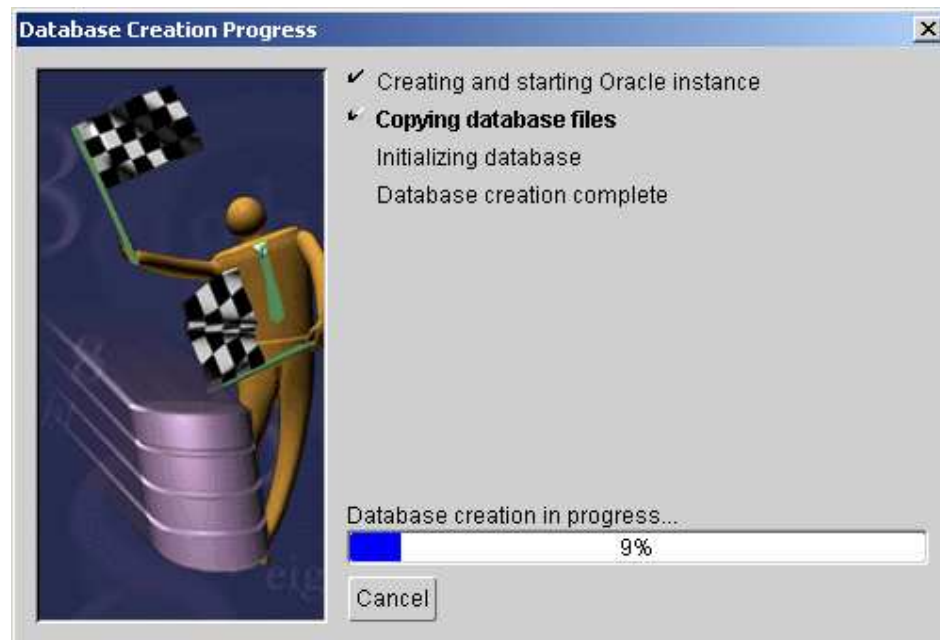 Database Creation Progress
Creating and starting Oracle instance
Copying database files
Initializing database
Database creation complete
Database creation in progress...
9%
Cancel